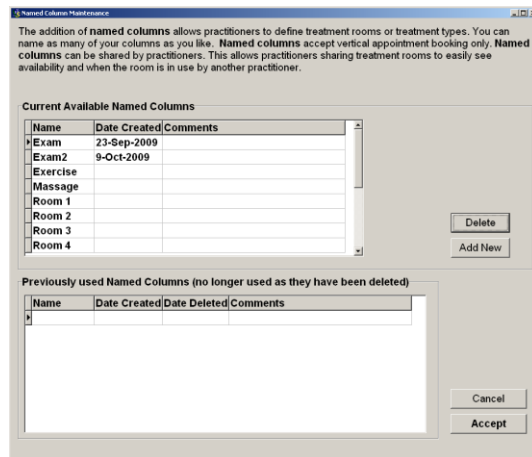 Named Column Maintenance
The addition of named columns allows practitioners to define treatment rooms or treatment types. You can
name as many of your columns as you like. Named columns accept vertical appointment booking only. Named
columns can be shared by practitioners. This allows practitioners sharing treatment rooms to easily see
availability and when the room is in use by another practitioner.
Current Available Named Columns
Name Date Created Comments
Exam 23-Sep-2009
Exam2 9-Oct-2009
Exercise
Massage
Room 1
Room 2
Room 3
Room 4
Delete
Add New
Previously used Named Columns (no longer used as they have been deleted)
Name Date Created Date Deleted Comments
Cancel
Accept